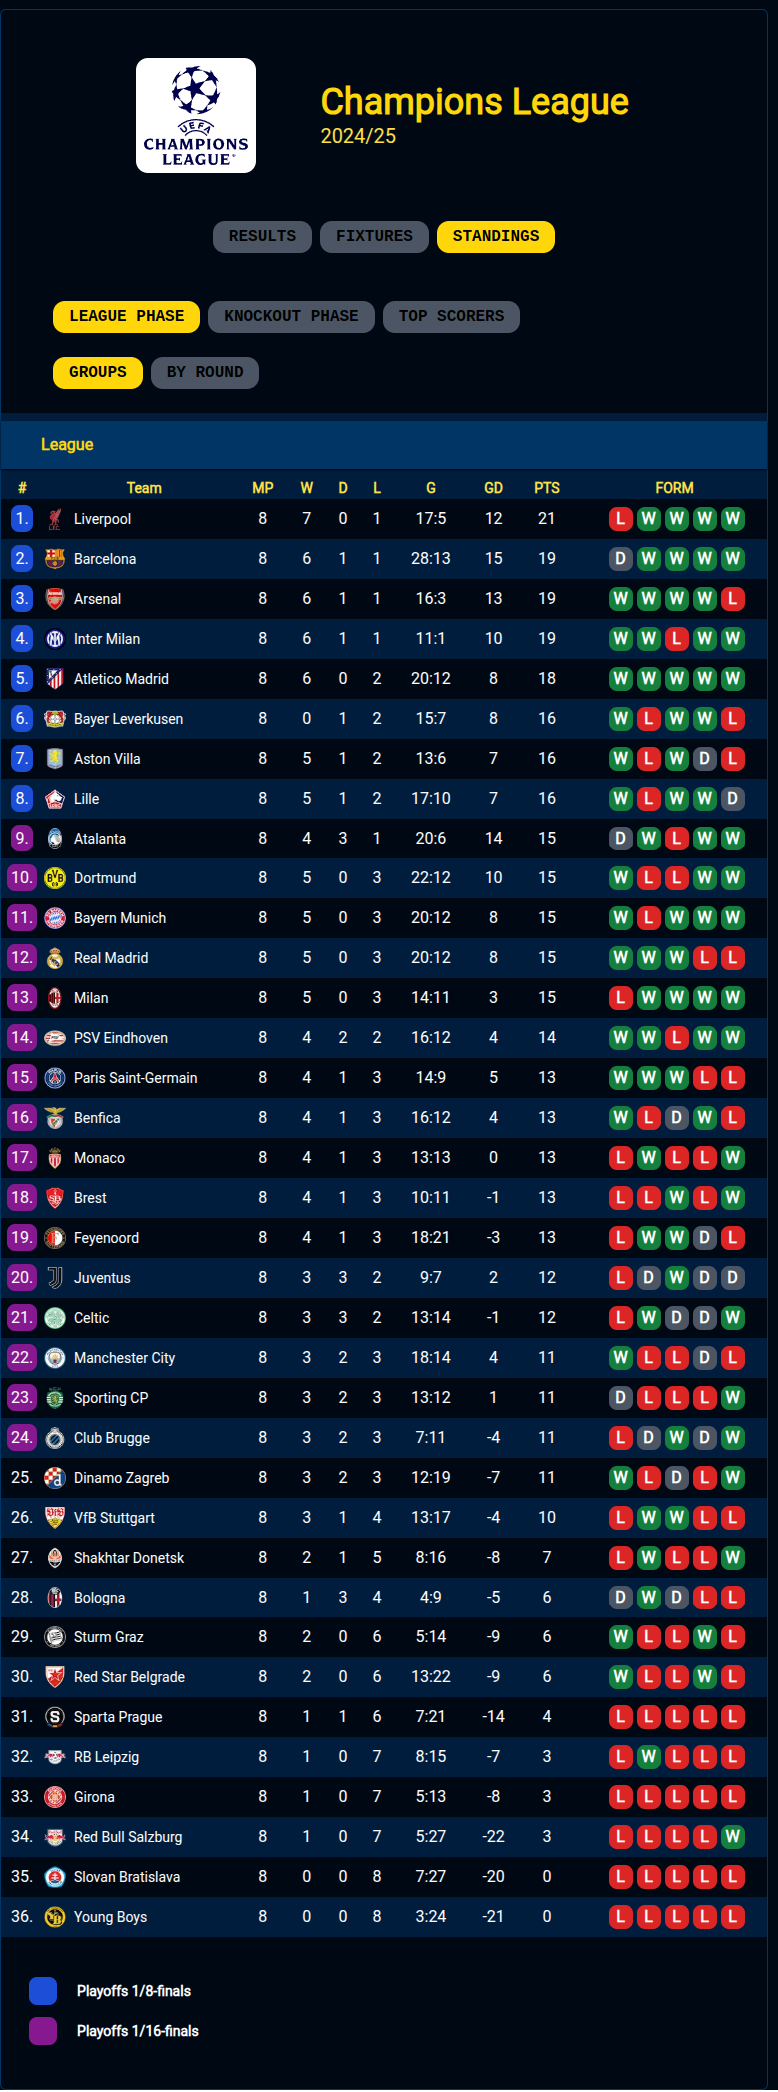 UEFA
CHAMPIONS
LEAGUE
Champions League
2024/25
RESULTS FIXTURES STANDINGS
LEAGUE PHASE KNOCKOUT PHASE TOP SCORERS
GROUPS BY ROUND
League
# Team MP W D L G GD PTS FORM
1. Liverpool 8 7 0 1 17:5 12 21 L W W W W
2. Barcelona 8 6 1 1 28:13 15 19 D W W W W
3. Arsenal 8 6 1 1 16:3 13 19 W W W W L
4. Inter Milan 8 6 1 1 11:1 10 19 W W L W W
5. Atletico Madrid 8 6 0 2 20:12 8 18 W W W W W
6. Bayer Leverkusen 8 0 1 2 15:7 8 16 W L W W L
7. Aston Villa 8 5 1 2 13:6 7 16 W L W D L
8. Lille 8 5 1 2 17:10 7 16 W L W W D
9. Atalanta 8 4 3 1 20:6 14 15 D W L W W
10. Dortmund 8 5 0 3 22:12 10 15 W L L W W
11. Bayern Munich 8 5 0 3 20:12 8 15 W L W W W
12. Real Madrid 8 5 0 3 20:12 8 15 W W W L L
13. Milan 8 5 0 3 14:11 3 15 L W W W W
14. PSV Eindhoven 8 4 2 2 16:12 4 14 W W L W W
15. Paris Saint-Germain 8 4 1 3 14:9 5 13 W W W L L
16. Benfica 8 4 1 3 16:12 4 13 W L D W L
17. Monaco 8 4 1 3 13:13 0 13 L W L L W
18. Brest 8 4 1 3 10:11 -1 13 L L W L W
19. Feyenoord 8 4 1 3 18:21 -3 13 L W W D L
20. Juventus 8 3 3 2 9:7 2 12 L D W D D
21. Celtic 8 3 3 2 13:14 -1 12 L W D D W
22. Manchester City 8 3 2 3 18:14 4 11 W L L D L
23. Sporting CP 8 3 2 3 13:12 1 11 D L L L W
24. Club Brugge 8 3 2 3 7:11 -4 11 L D W D W
25. Dinamo Zagreb 8 3 2 3 12:19 -7 11 W L D L W
26. VfB Stuttgart 8 3 1 4 13:17 -4 10 L W W L L
27. Shakhtar Donetsk 8 2 1 5 8:16 -8 7 L W L L W
28. Bologna 8 1 3 4 4:9 -5 6 D W D L L
29. Sturm Graz 8 2 0 6 5:14 -9 6 W L L W L
30. Red Star Belgrade 8 2 0 6 13:22 -9 6 W L L W L
31. Sparta Prague 8 1 1 6 7:21 -14 4 L L L L L
32. RB Leipzig 8 1 0 7 8:15 -7 3 L W L L L
33. Girona 8 1 0 7 5:13 -8 3 L L L L L
34. Red Bull Salzburg 8 1 0 7 5:27 -22 3 L L L L W
35. Slovan Bratislava 8 0 0 8 7:27 -20 0 L L L L L
36. Young Boys 8 0 0 8 3:24 -21 0 L L L L L
Playoffs 1/8-finals
Playoffs 1/16-finals